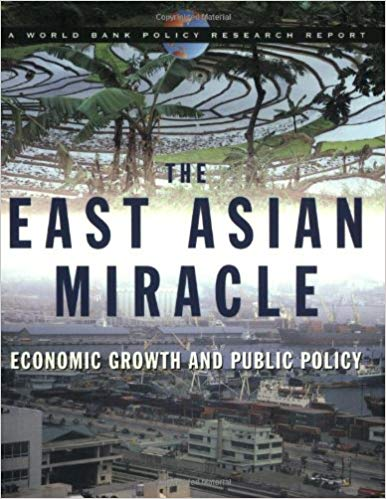 A WORLD BANK POLICY RESEARCH REPORT
THE
EAST ASIAN
MIRACLE
ECONOMIC GROWTH AND PUBLIC POLICY